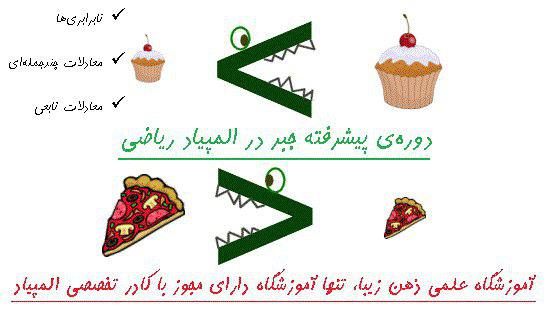 نابرابری‌ها
معادلات چندجمله‌ای
معادلات تابعی
دوره‌ی پیشرفته جبر در المپیاد ریاضی
آموزشگاه علمی ذهن زیبا، تنها آموزشگاه دارای مجوز با کادر تخصصی المپیاد